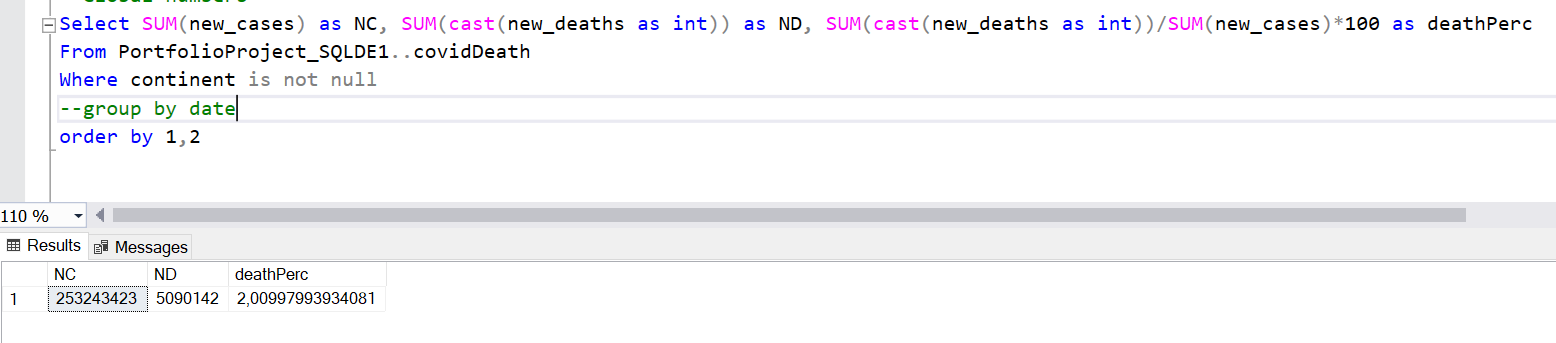 Select SUM(new_cases) as NC, SUM(cast(new_deaths as int)) as ND, SUM(cast(new_deaths as int))/SUM(new_cases)*100 as deathPerc
From PortfolioProject_SQLDE1..covidDeath
Where continent is not null
--group by date
order by 1,2
110 %
Results Messages
NC ND deathPerc
1 253243423 5090142 2,00997993934081